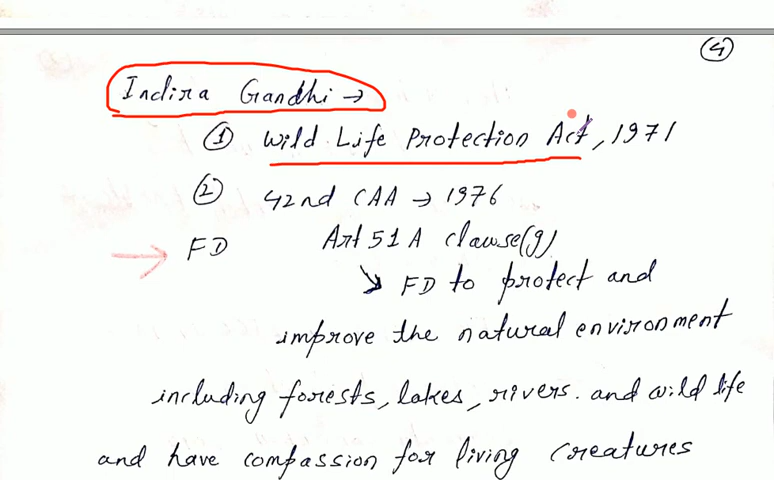 (4)
Indira Gandhi →
(1) Wild Life Protection Act, 1971
(2) 42nd CAA → 1976
FD Art 51A clause(g)
↘ FD to protect and
improve the natural environment
including forests, lakes, rivers. and wild life
and have compassion for living creatures